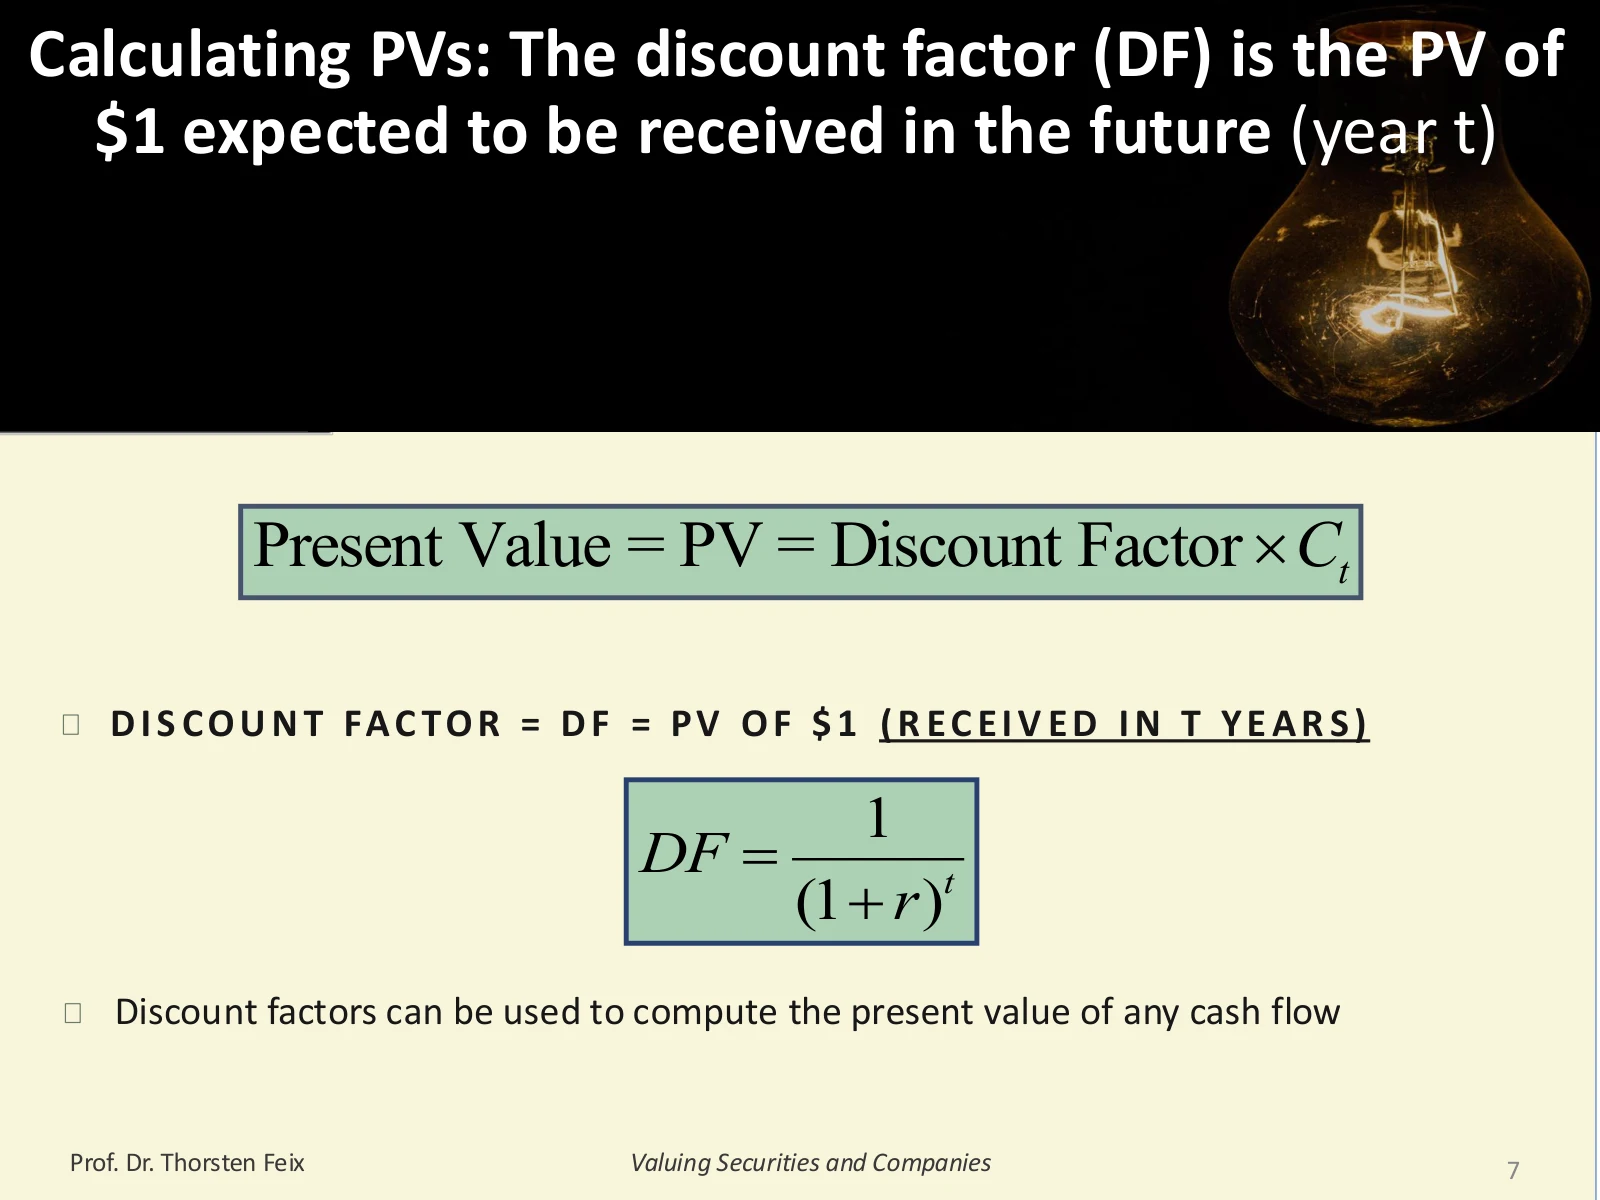 Calculating PVs: The discount factor (DF) is the PV of
$1 expected to be received in the future (year t)
Present Value = PV = Discount Factor × Cₜ
DISCOUNT FACTOR = DF = PV OF $1 (RECEIVED IN T YEARS)
DF = 1 / (1 + r)ᵗ
Discount factors can be used to compute the present value of any cash flow
Prof. Dr. Thorsten Feix
Valuing Securities and Companies
7